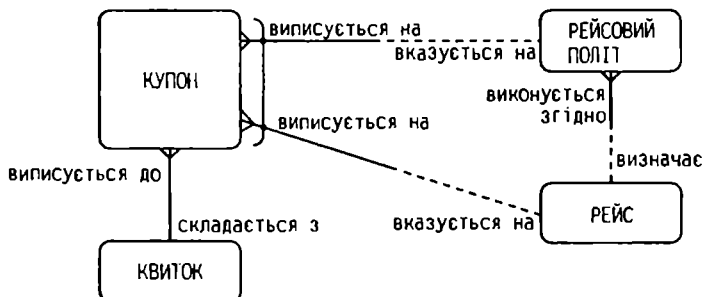 виписується на
вказується на
РЕЙСОВИЙ
ПОЛІТ
КУПОН
виконується
згідно
виписується на
виписується до
визначає
складається з
вказується на
РЕЙС
КВИТОК